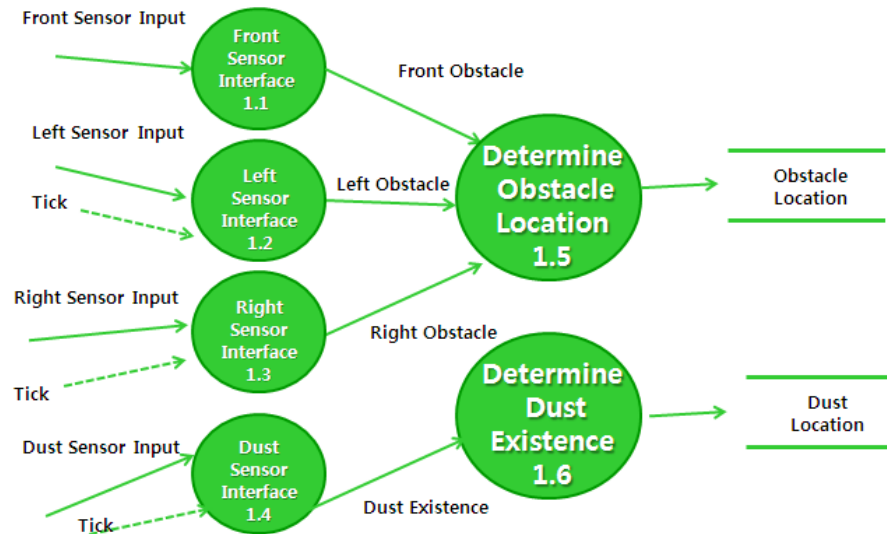 Front Sensor Input
Front
Sensor
Interface
1.1
Front Obstacle
Left Sensor Input
Tick
Left
Sensor
Interface
1.2
Left Obstacle
Determine
Obstacle
Location
1.5
Obstacle
Location
Right Sensor Input
Tick
Right
Sensor
Interface
1.3
Right Obstacle
Determine
Dust
Existence
1.6
Dust
Location
Dust Sensor Input
Tick
Dust
Sensor
Interface
1.4
Dust Existence